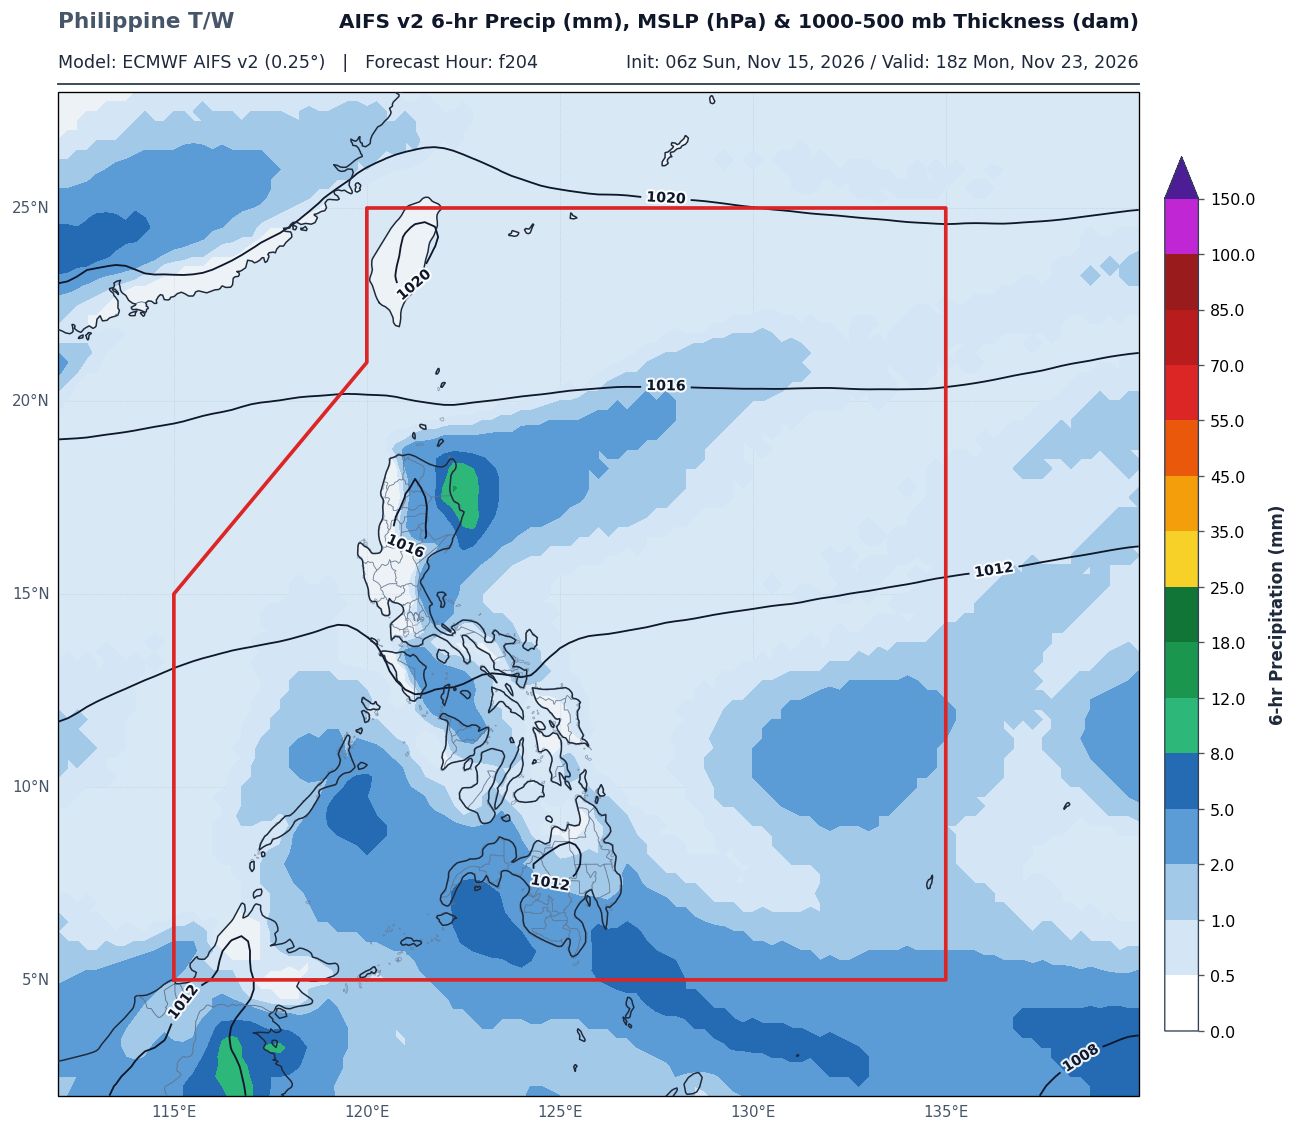 Philippine T/W
AIFS v2 6-hr Precip (mm), MSLP (hPa) & 1000-500 mb Thickness (dam)
Model: ECMWF AIFS v2 (0.25°) | Forecast Hour: f204
Init: 06z Sun, Nov 15, 2026 / Valid: 18z Mon, Nov 23, 2026
25°N
20°N
15°N
10°N
5°N
115°E
120°E
125°E
130°E
135°E
1020
1020
1016
1016
1012
1012
1012
1008
150.0
100.0
85.0
70.0
55.0
45.0
35.0
25.0
18.0
12.0
8.0
5.0
2.0
1.0
0.5
0.0
6-hr Precipitation (mm)